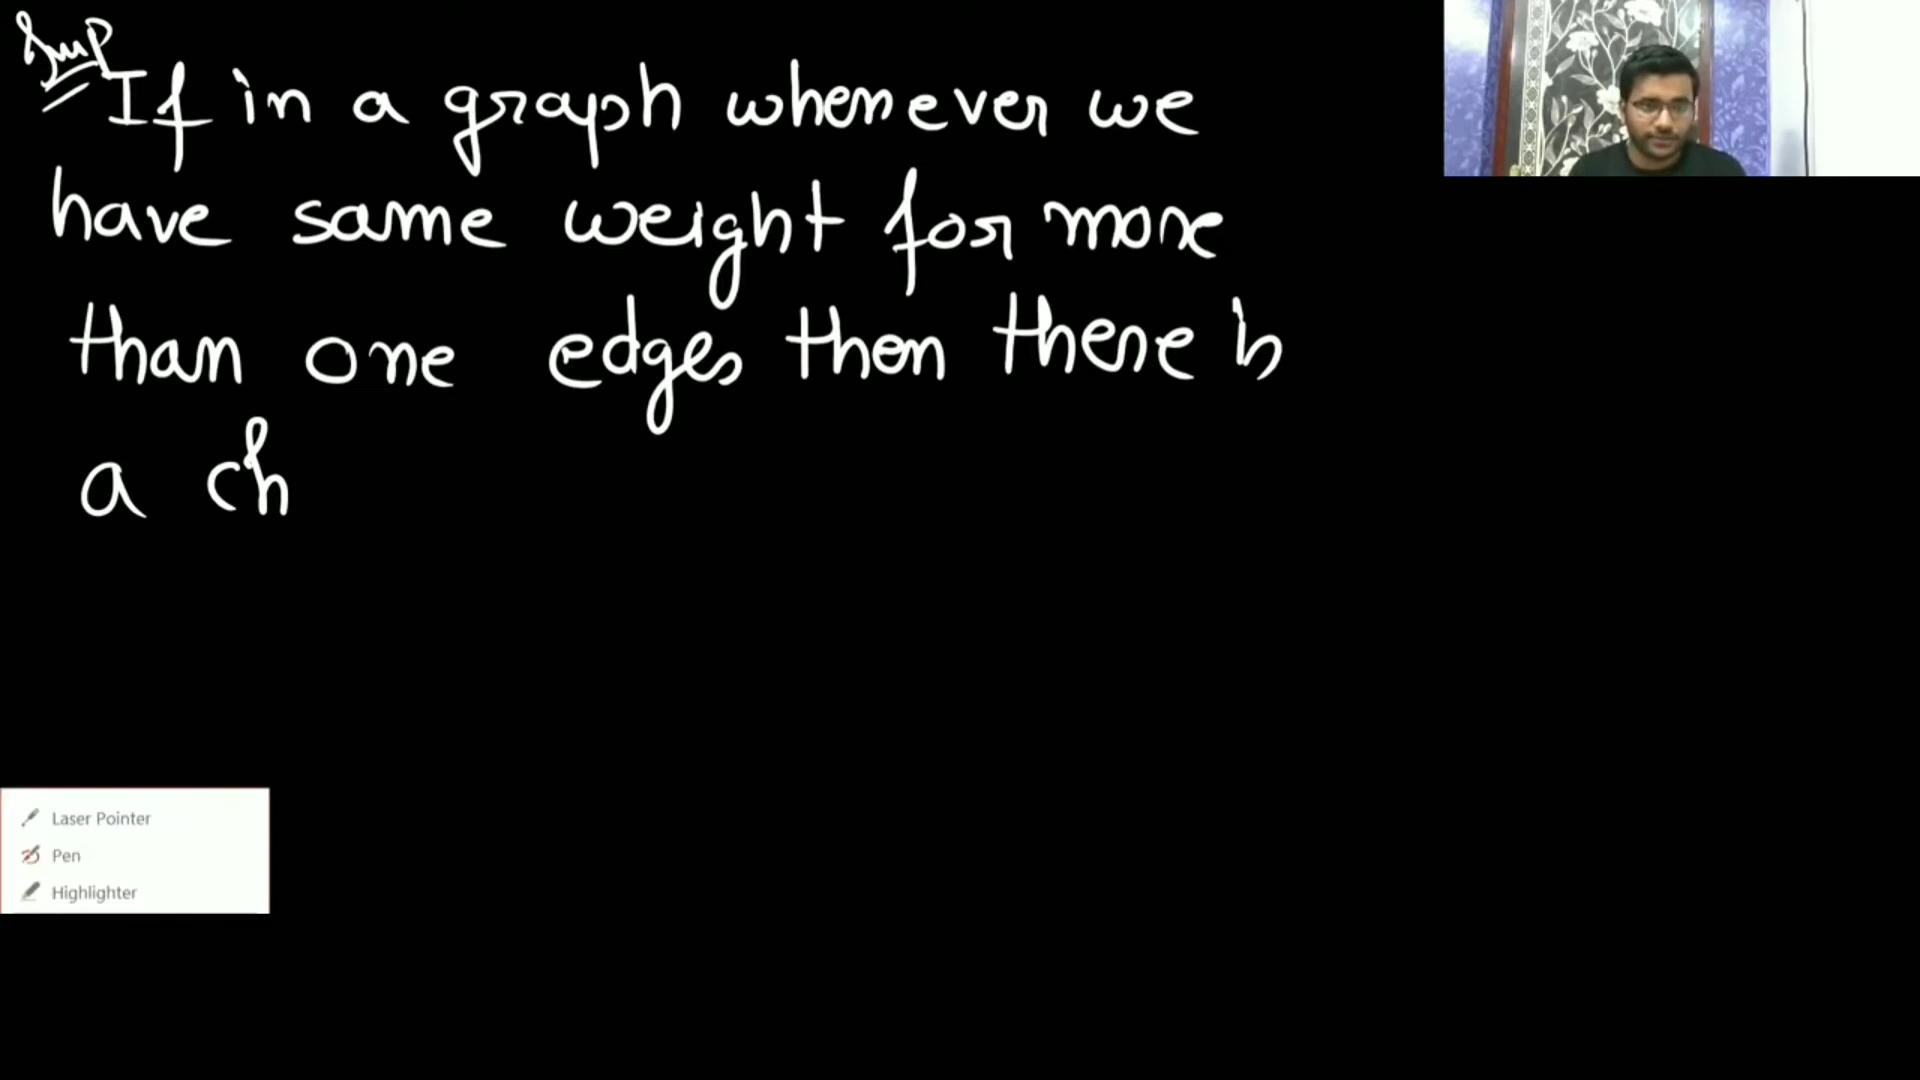 Imp
If in a graph whenever we
have same weight for more
than one edges then there is
a ch
Laser Pointer
Pen
Highlighter